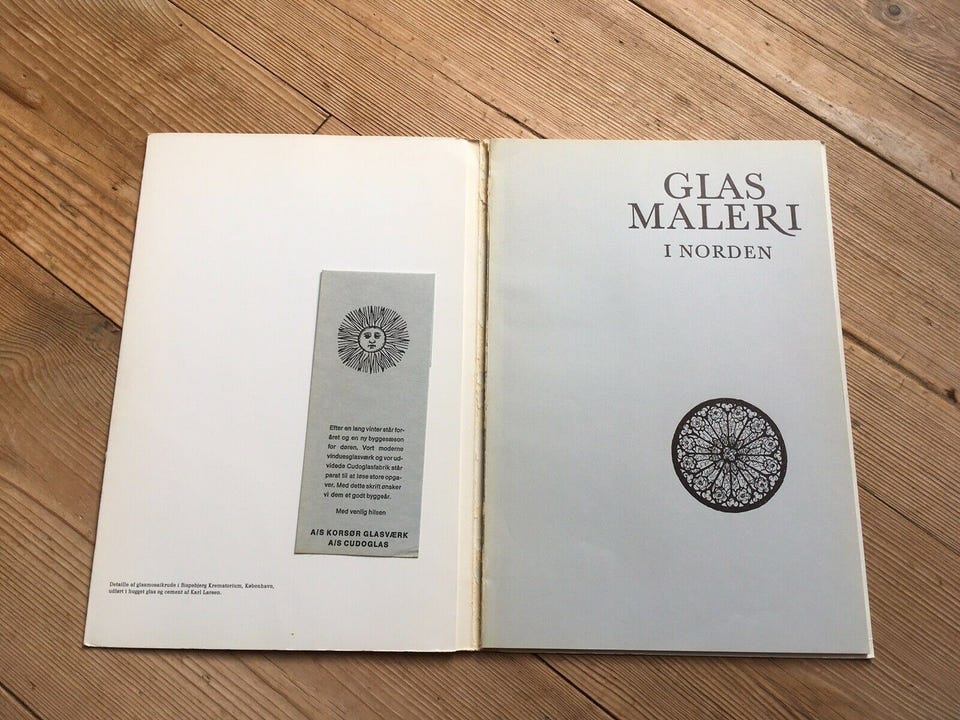 Efter en lang vinter står for-
året og en ny byggesæson
for døren. Vort moderne
vinduesglasværk og vor ud-
videde Cudoglasfabrik står
parat til at løse store opga-
ver. Med dette skrift ønsker
vi dem et godt byggeår.
Med venlig hilsen
A/S KORSØR GLASVÆRK
A/S CUDOGLAS
Detaille af glasmosaikrude i Bispebjerg Krematorium, København,
udført i hugget glas og cement af Karl Larsen.
GLAS
MALERI
I NORDEN